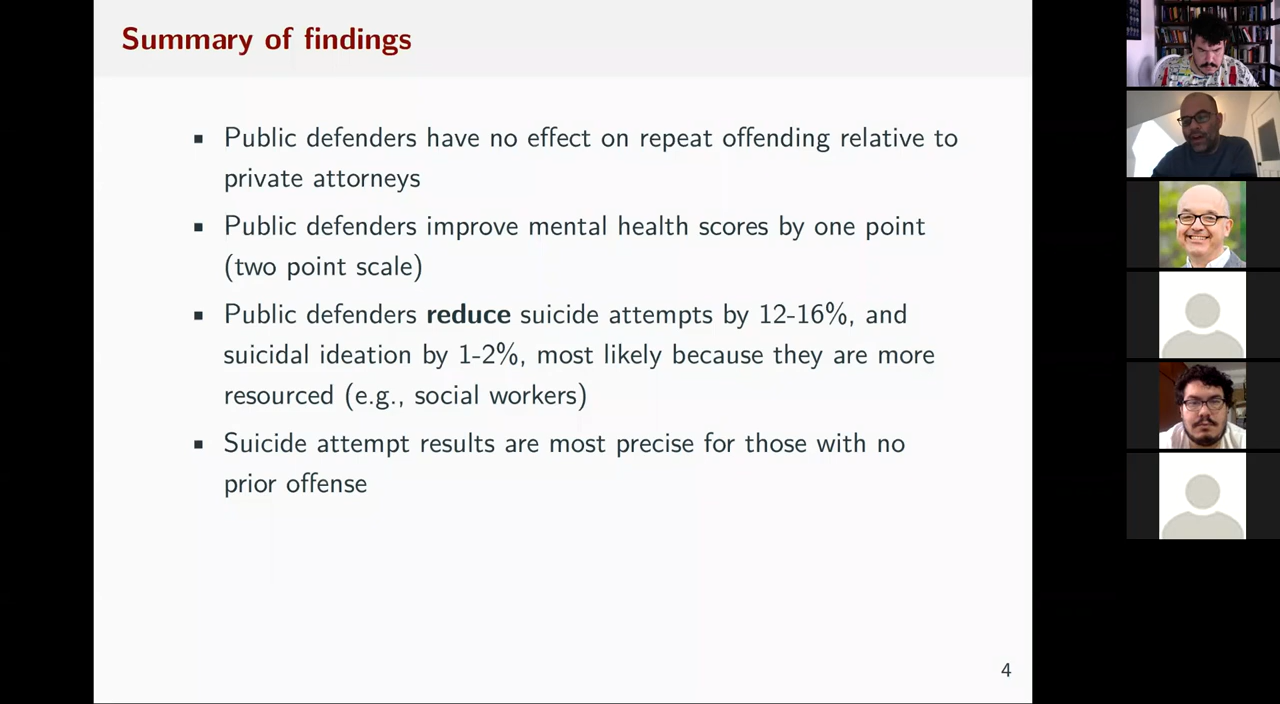 Summary of findings
▪ Public defenders have no effect on repeat offending relative to
private attorneys
▪ Public defenders improve mental health scores by one point
(two point scale)
▪ Public defenders reduce suicide attempts by 12-16%, and
suicidal ideation by 1-2%, most likely because they are more
resourced (e.g., social workers)
▪ Suicide attempt results are most precise for those with no
prior offense
4